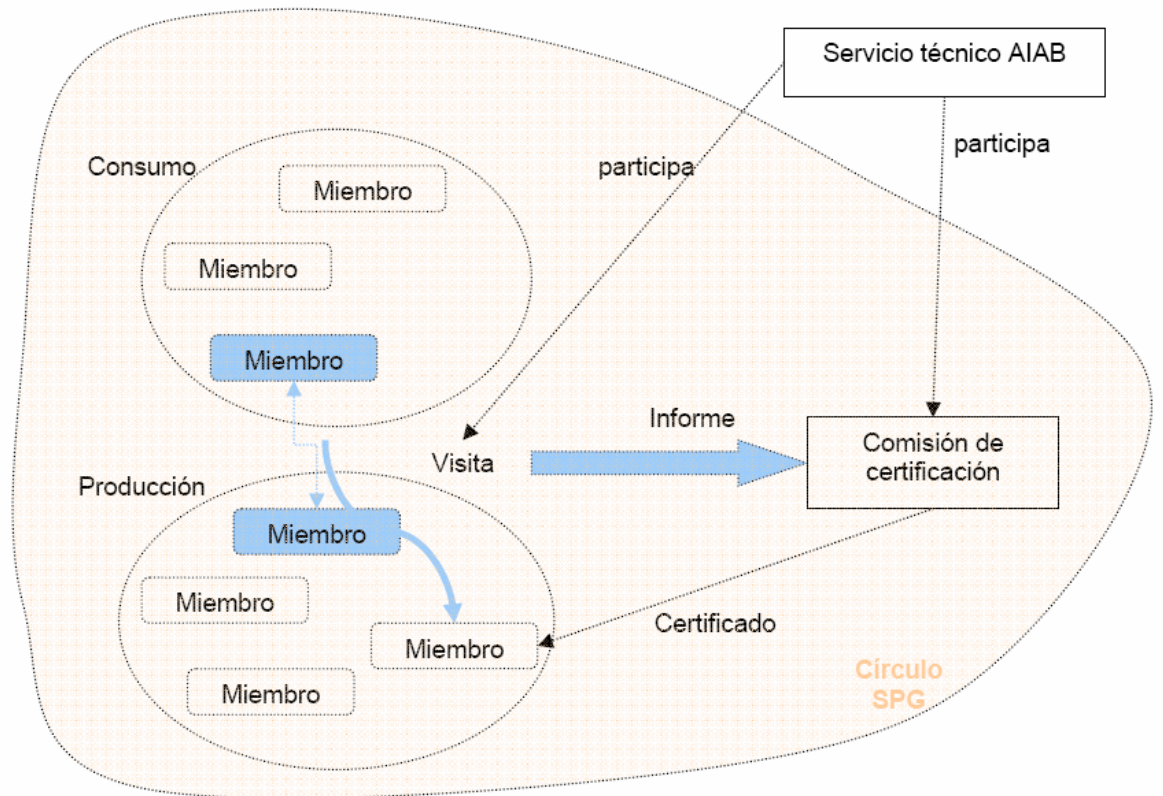 Servicio técnico AIAB
participa
participa
Consumo
Miembro
Miembro
Miembro
Informe
Visita
Comisión de
certificación
Producción
Miembro
Miembro
Miembro
Miembro
Certificado
Círculo
SPG